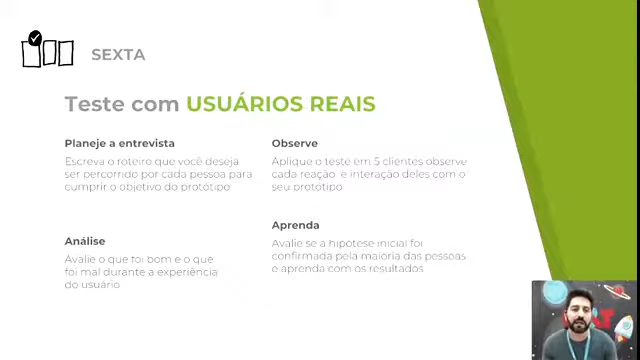 SEXTA
Teste com USUÁRIOS REAIS
Planeje a entrevista
Escreva o roteiro que você deseja
ser percorrido por cada pessoa para
cumprir o objetivo do protótipo
Observe
Aplique o teste em 5 clientes observe
cada reação e interação deles com o
seu protótipo
Análise
Avalie o que foi bom e o que
foi mal durante a experiência
do usuário
Aprenda
Avalie se a hipótese inicial foi
confirmada pela maioria das pessoas
e aprenda com os resultados